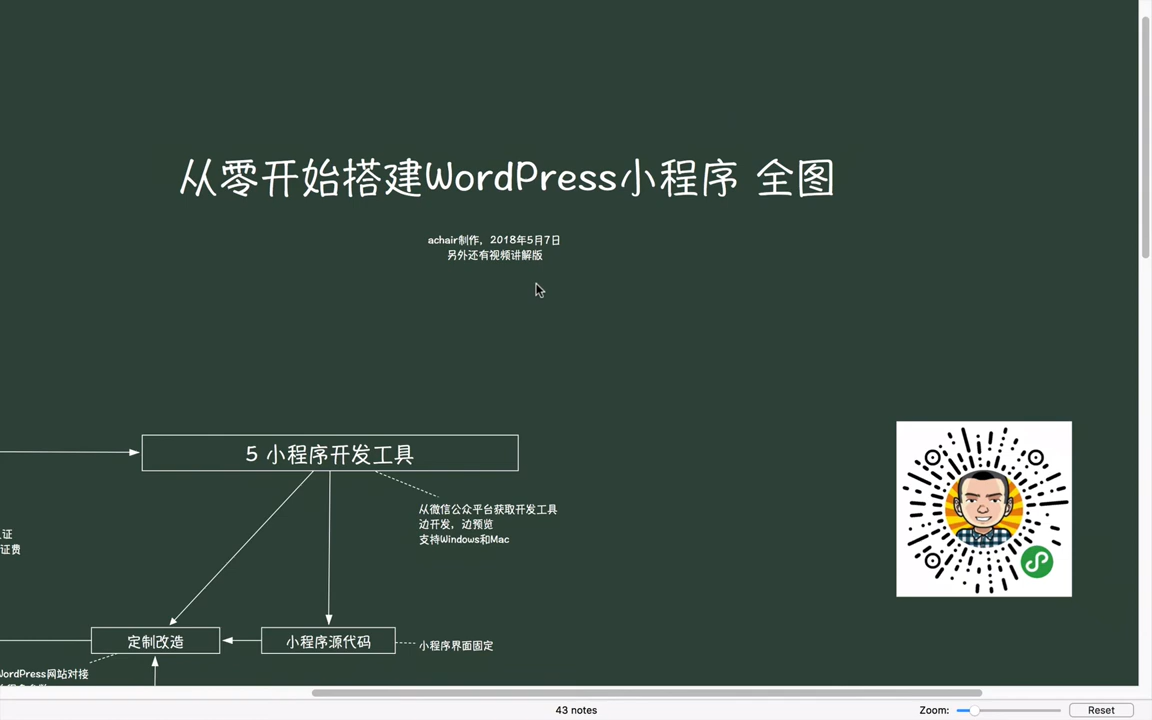 从零开始搭建WordPress小程序 全图
achair制作，2018年5月7日
另外还有视频讲解版
5 小程序开发工具
从微信公众平台获取开发工具
边开发，边预览
支持Windows和Mac
证
证费
定制改造
小程序源代码
小程序界面固定
WordPress网站对接
43 notes
Zoom:
Reset